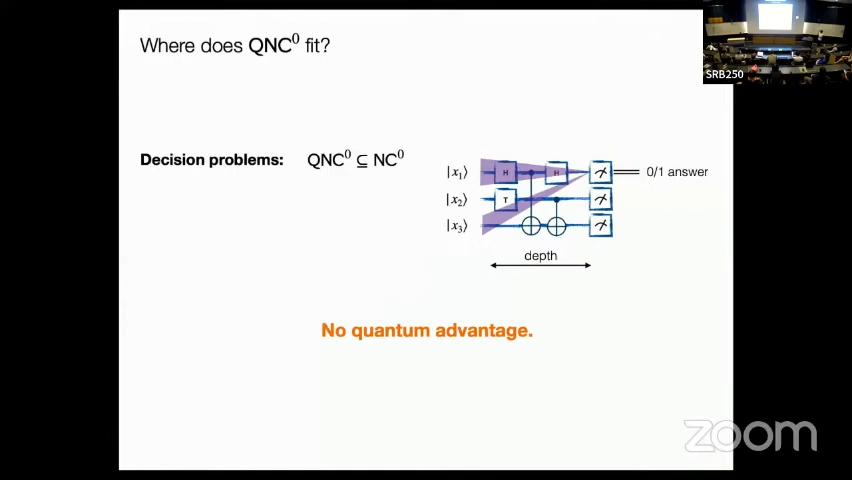 Where does QNC⁰ fit?
SRB250
Decision problems: QNC⁰ ⊆ NC⁰
|x₁⟩ H H 0/1 answer
|x₂⟩ T
|x₃⟩
depth
No quantum advantage.
zoom